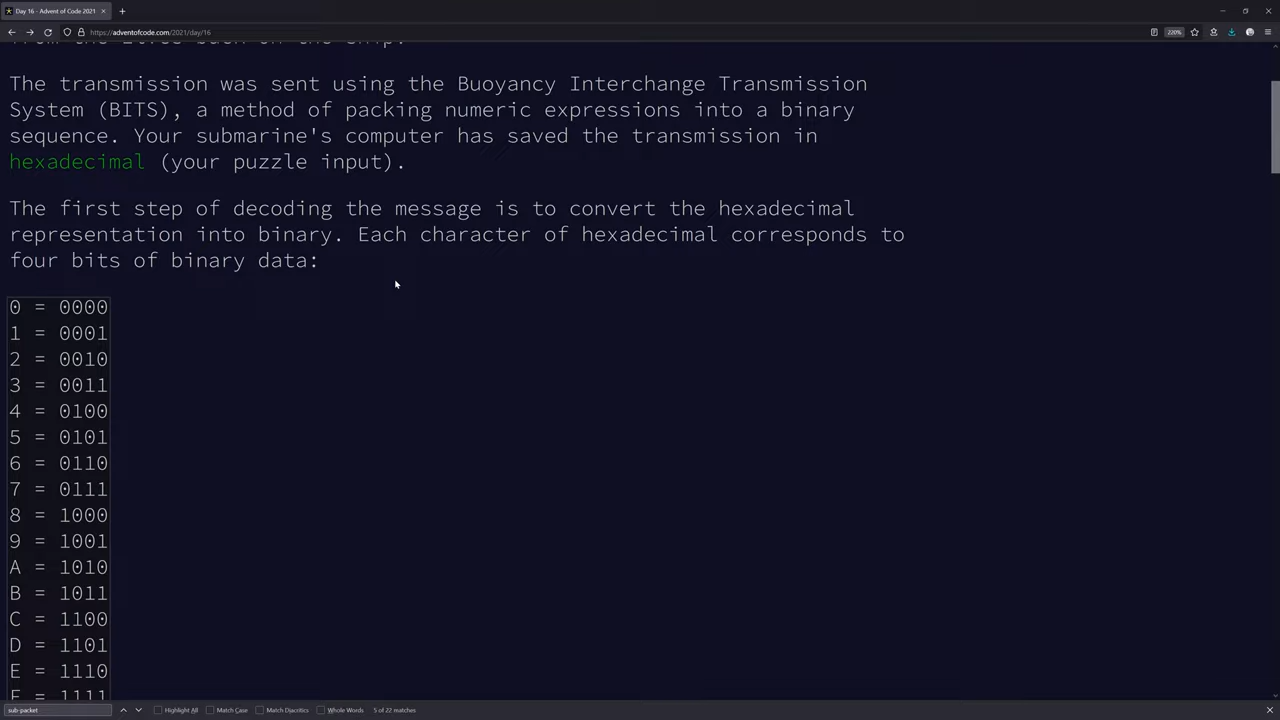 Day 16 - Advent of Code 2021
https://adventofcode.com/2021/day/16
220%
The transmission was sent using the Buoyancy Interchange Transmission
System (BITS), a method of packing numeric expressions into a binary
sequence. Your submarine's computer has saved the transmission in
hexadecimal (your puzzle input).
The first step of decoding the message is to convert the hexadecimal
representation into binary. Each character of hexadecimal corresponds to
four bits of binary data:
0 = 0000
1 = 0001
2 = 0010
3 = 0011
4 = 0100
5 = 0101
6 = 0110
7 = 0111
8 = 1000
9 = 1001
A = 1010
B = 1011
C = 1100
D = 1101
E = 1110
F = 1111
sub-packet
Highlight All
Match Case
Match Diacritics
Whole Words
5 of 22 matches